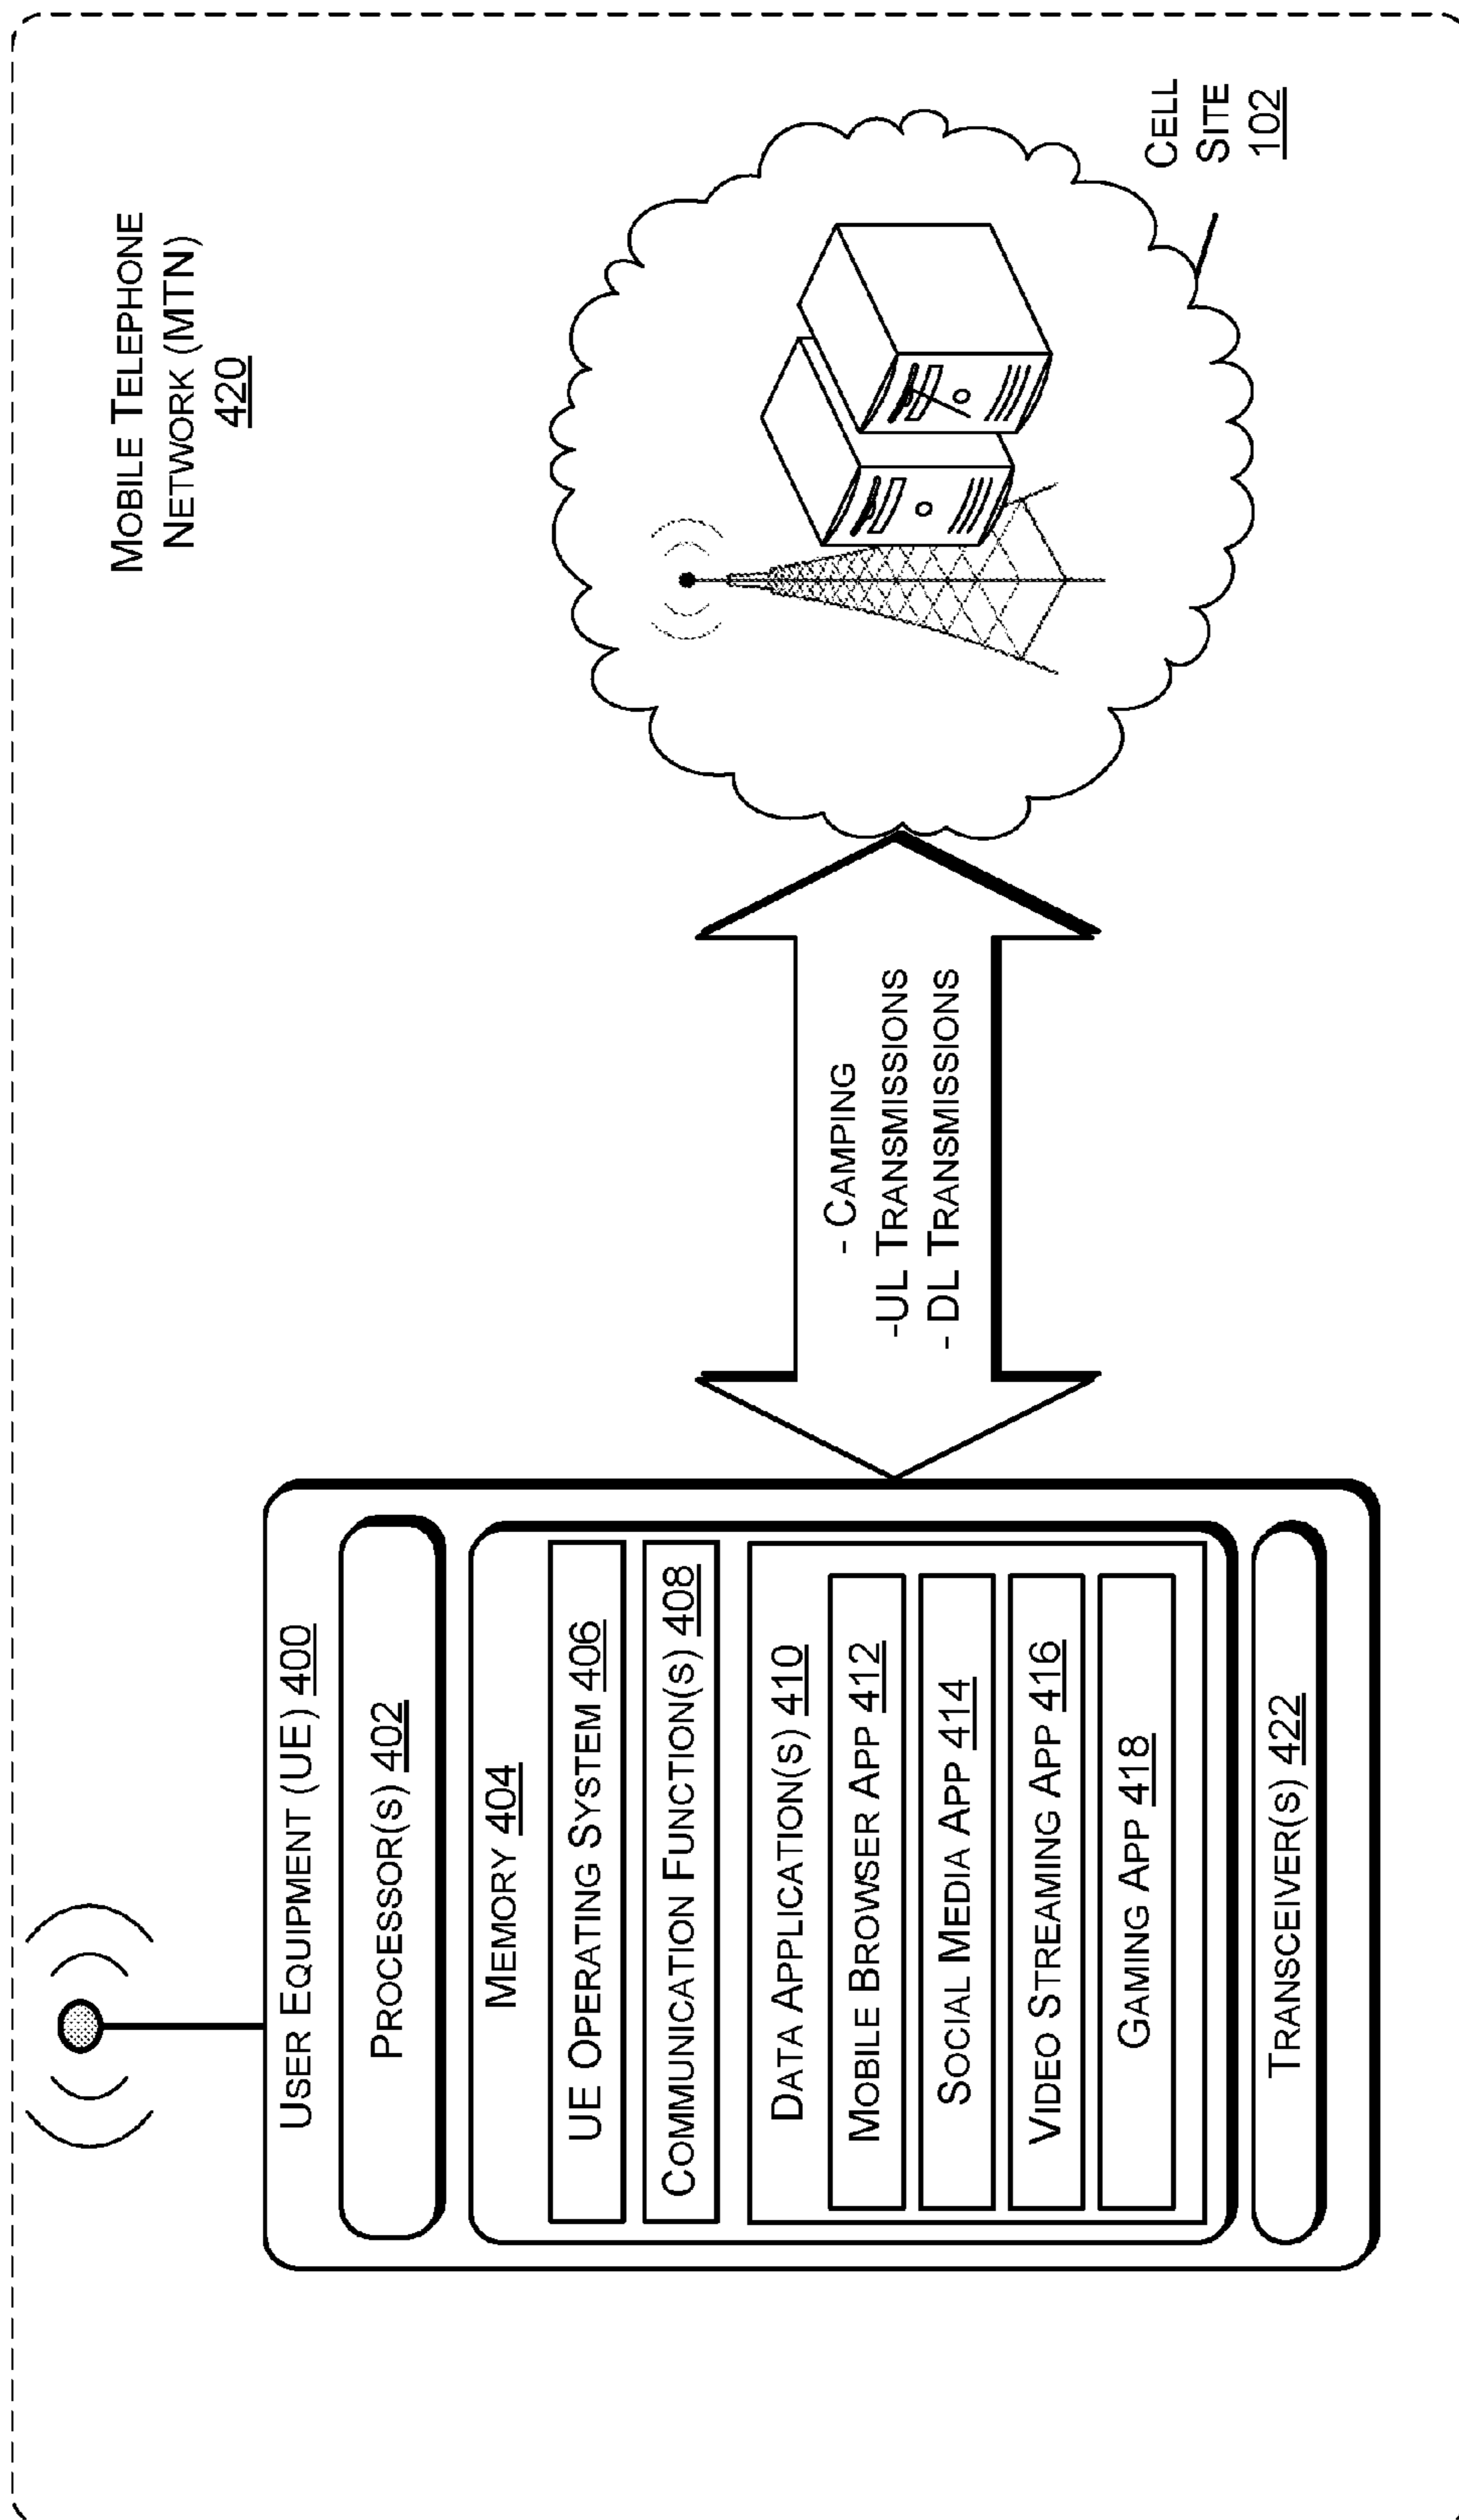 User Equipment (UE) 400
Processor(s) 402
Memory 404
UE Operating System 406
Communication Function(s) 408
Data Application(s) 410
Mobile Browser App 412
Social Media App 414
Video Streaming App 416
Gaming App 418
Transceiver(s) 422
- Camping
-UL Transmissions
- DL Transmissions
Mobile Telephone
Network (MTN)
420
Cell
Site
102